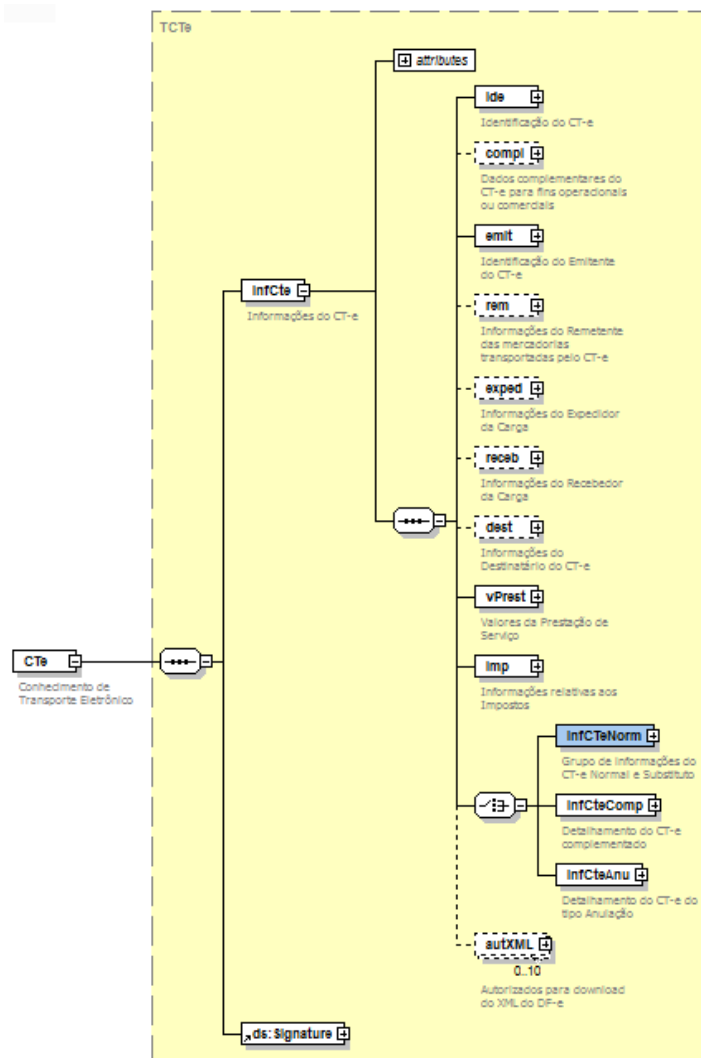 TCTe
attributes
ide
Identificação do CT-e
compl
Dados complementares do
CT-e para fins operacionais
ou comerciais
emit
Identificação do Emitente
do CT-e
infCte
Informações do CT-e
rem
Informações do Remetente
das mercadorias
transportadas pelo CT-e
exped
Informações do Expedidor
da Carga
receb
Informações do Recebedor
da Carga
dest
Informações do
Destinatário do CT-e
vPrest
Valores da Prestação de
Serviço
CTe
Conhecimento de
Transporte Eletrônico
imp
Informações relativas aos
Impostos
infCTeNorm
Grupo de informações do
CT-e Normal e Substituto
infCteComp
Detalhamento do CT-e
complementado
infCteAnu
Detalhamento do CT-e do
tipo Anulação
autXML
0..10
Autorizados para download
do XML do DF-e
ds:Signature